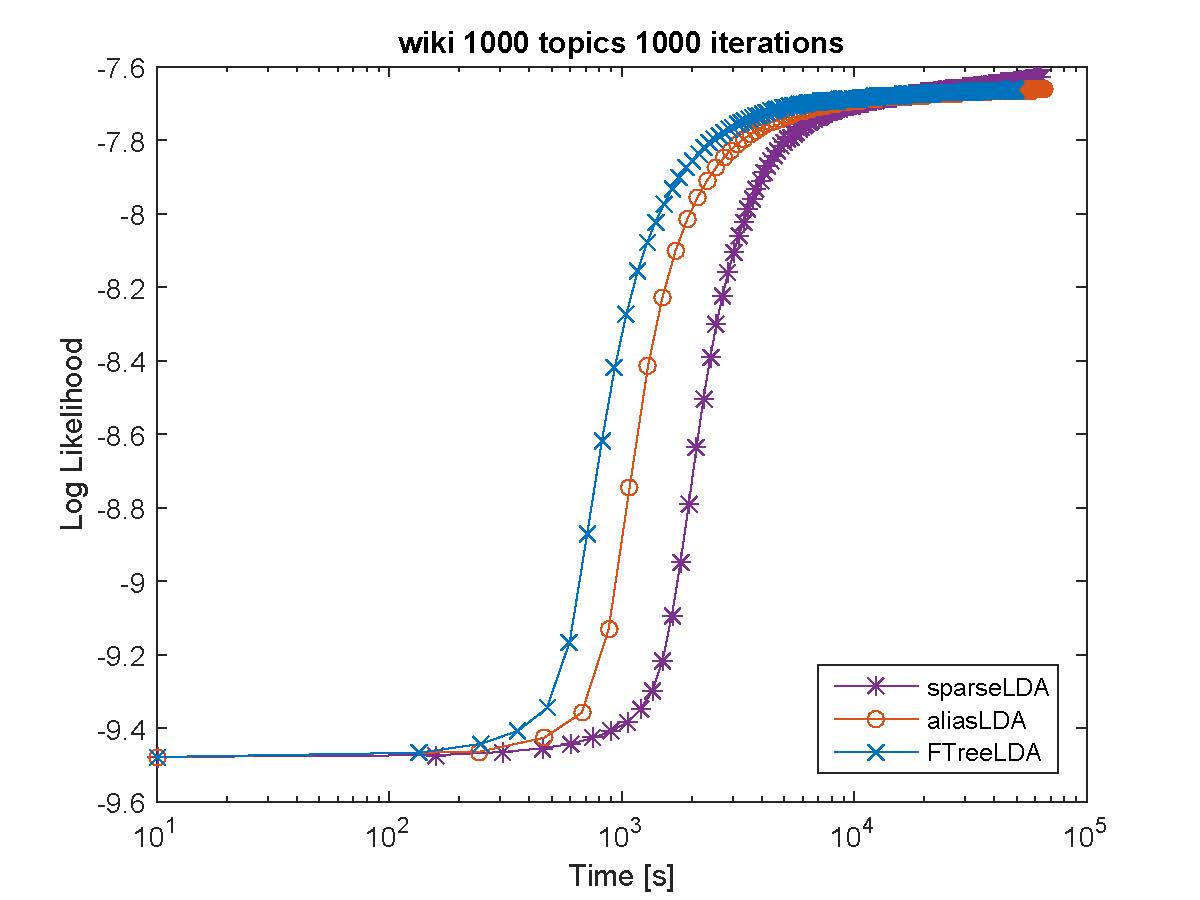 wiki 1000 topics 1000 iterations
-7.6
-7.8
-8
-8.2
-8.4
-8.6
-8.8
-9
-9.2
-9.4
-9.6
Log Likelihood
10^1
10^2
10^3
10^4
10^5
Time [s]
sparseLDA
aliasLDA
FTreeLDA